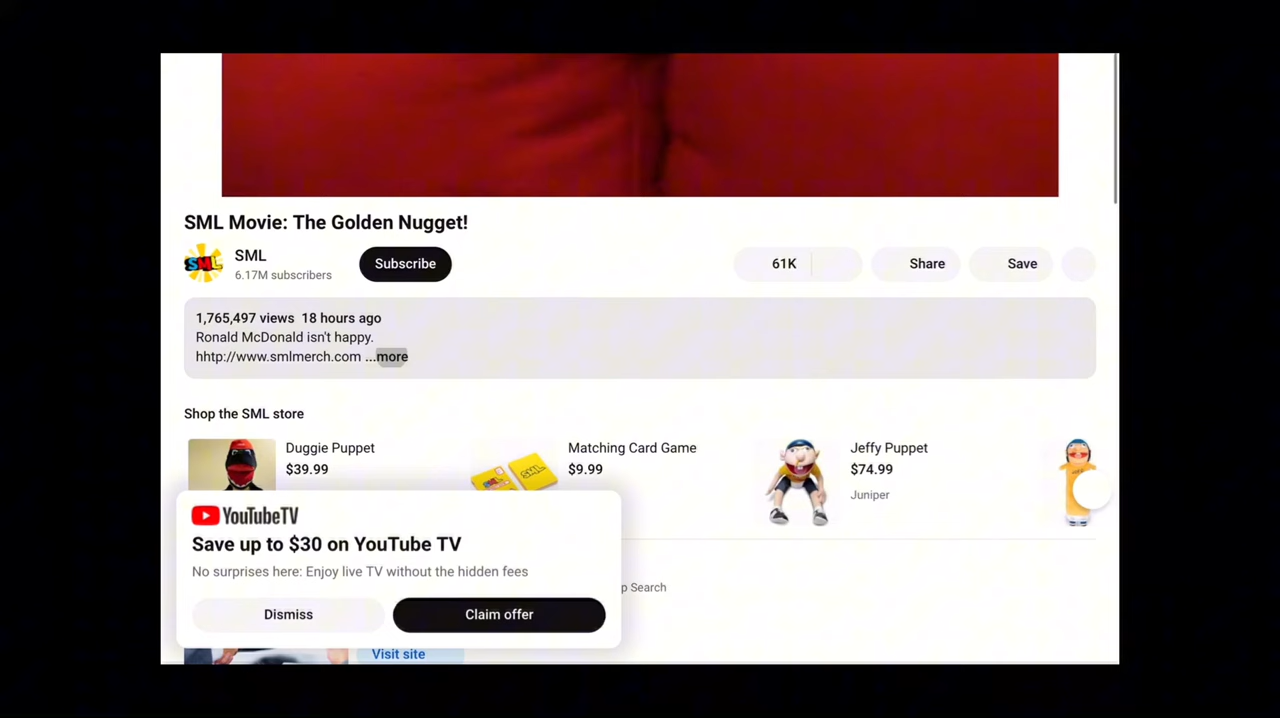 SML Movie: The Golden Nugget!
SML
6.17M subscribers
Subscribe
61K
Share
Save
1,765,497 views 18 hours ago
Ronald McDonald isn't happy.
hhtp://www.smlmerch.com ...more
Shop the SML store
Duggie Puppet
$39.99
Matching Card Game
$9.99
Jeffy Puppet
$74.99
Juniper
YouTubeTV
Save up to $30 on YouTube TV
No surprises here: Enjoy live TV without the hidden fees
p Search
Dismiss
Claim offer
Visit site